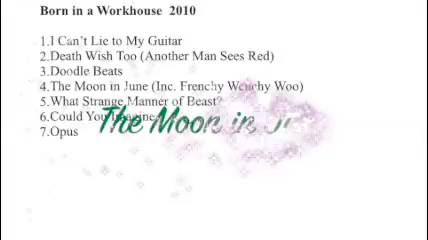 Born in a Workhouse 2010
1.I Can't Lie to My Guitar
2.Death Wish Too (Another Man Sees Red)
3.Doodle Beats
4.The Moon in June (Inc. Frenchy Wenchy Woo)
5.What Strange Manner of Beast?
6.Could You Imagine
7.Opus
The Moon in